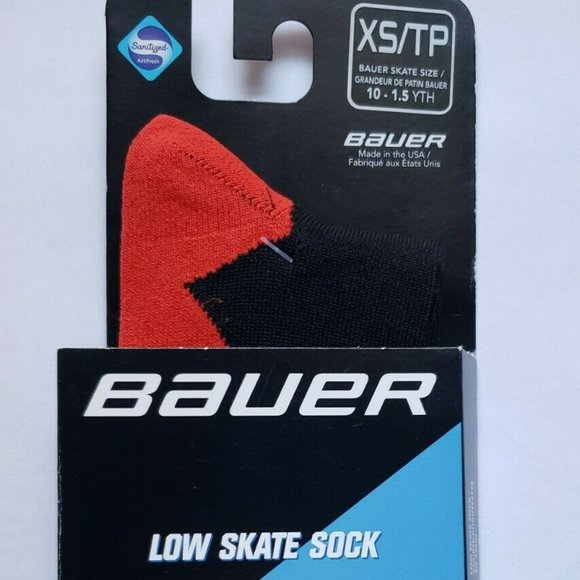 Sanitized
ActiFresh
XS/TP
BAUER SKATE SIZE /
GRANDEUR DE PATIN BAUER
10 - 1.5 YTH
BAUER
Made in the USA /
Fabriqué aux États Unis
BAUER
LOW SKATE SOCK